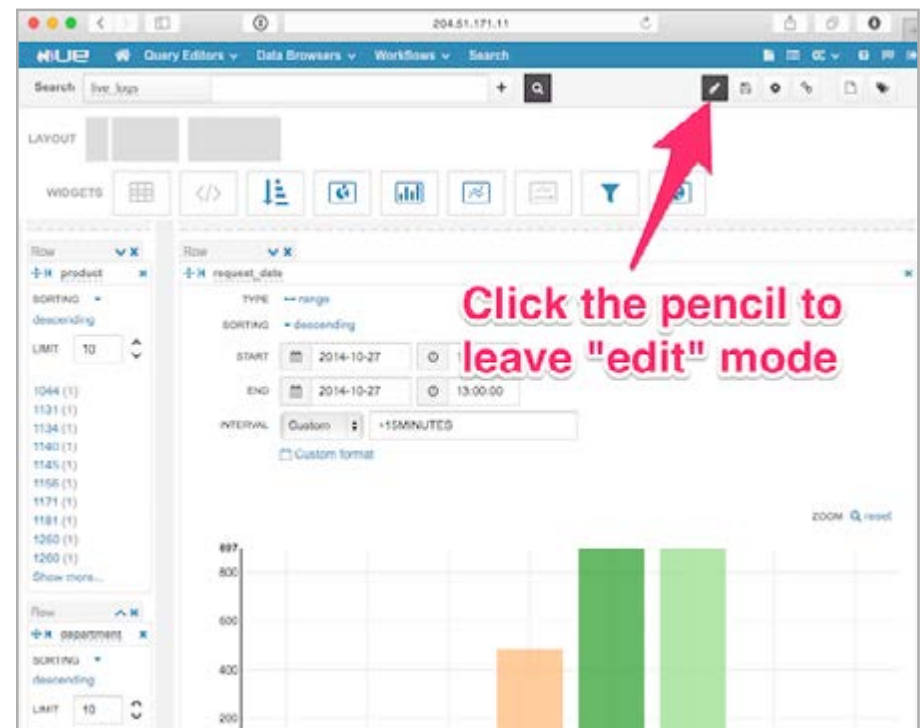 204.51.171.11
HUE Query Editors Data Browsers Workflows Search
Search live_logs +
LAYOUT
WIDGETS
</>
Row
product
SORTING
descending
LIMIT 10
1044 (1)
1131 (1)
1134 (1)
1140 (1)
1145 (1)
1156 (1)
1171 (1)
1181 (1)
1250 (1)
1260 (1)
Show more...
Row
department
SORTING
descending
LIMIT 10
Row
request_date
TYPE range
SORTING descending
START 2014-10-27
END 2014-10-27 13:00:00
INTERVAL Custom +15MINUTES
Custom format
Click the pencil to
leave "edit" mode
ZOOM reset
897
800
600
400
200